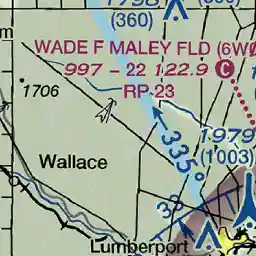 (360)
WADE F MALEY FLD (6W
997 - 22 122.9 C
RP-23
1706
1979
335°
(1003)
Wallace
Lumberport